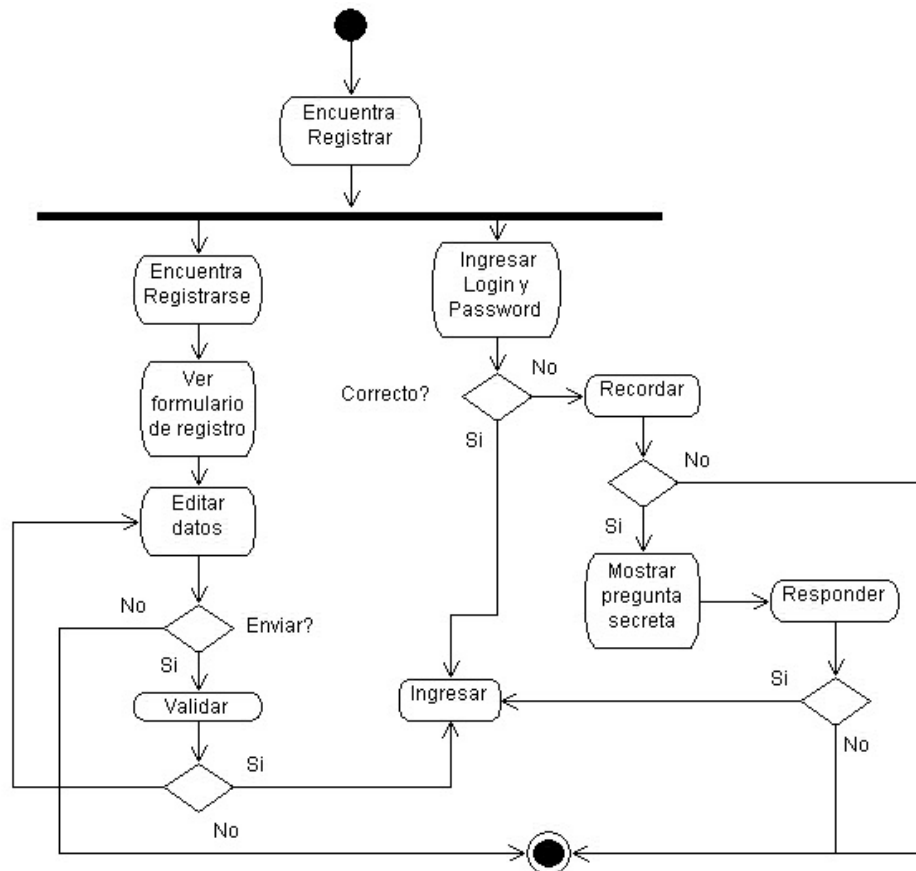 Encuentra
Registrar
Encuentra
Registrarse
Ingresar
Login y
Password
Ver
formulario
de registro
Correcto?
No
Si
Recordar
No
Si
Editar
datos
Mostrar
pregunta
secreta
Responder
No
Enviar?
Si
Validar
Ingresar
Si
No
Si
No